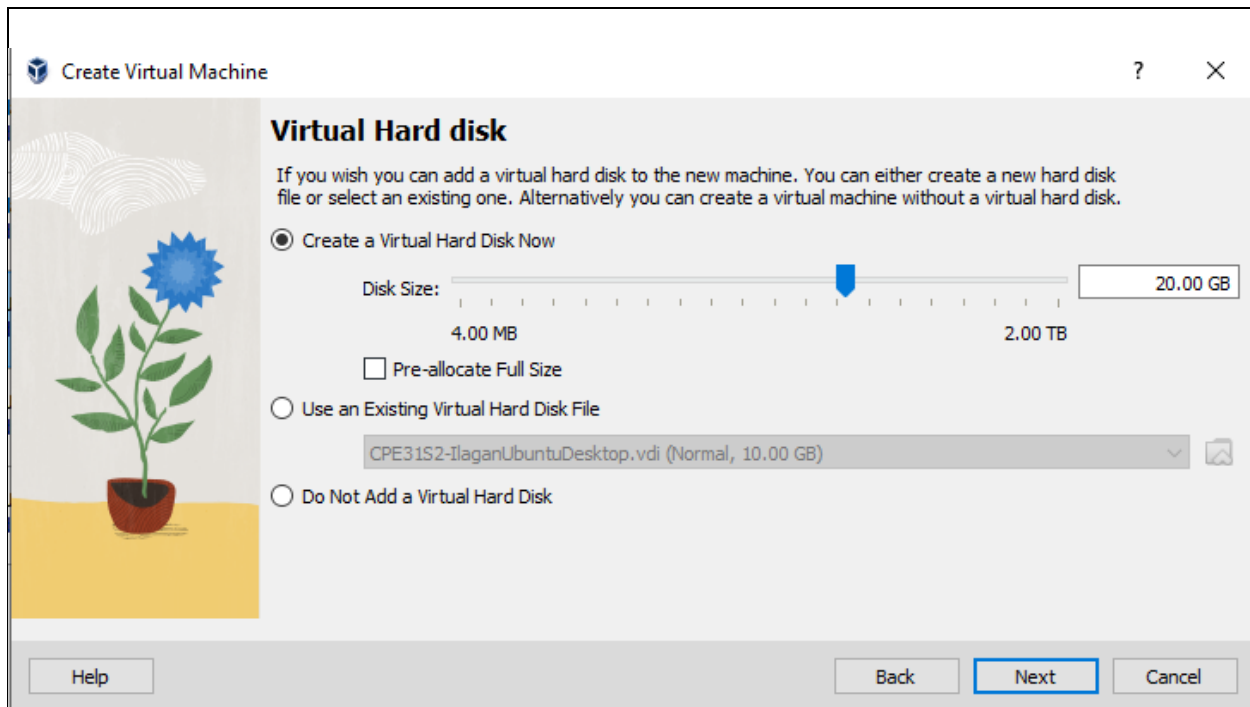 Create Virtual Machine
?
Virtual Hard disk
If you wish you can add a virtual hard disk to the new machine. You can either create a new hard disk
file or select an existing one. Alternatively you can create a virtual machine without a virtual hard disk.
Create a Virtual Hard Disk Now
Disk Size:
20.00 GB
4.00 MB
2.00 TB
Pre-allocate Full Size
Use an Existing Virtual Hard Disk File
CPE31S2-IlaganUbuntuDesktop.vdi (Normal, 10.00 GB)
Do Not Add a Virtual Hard Disk
Help
Back
Next
Cancel